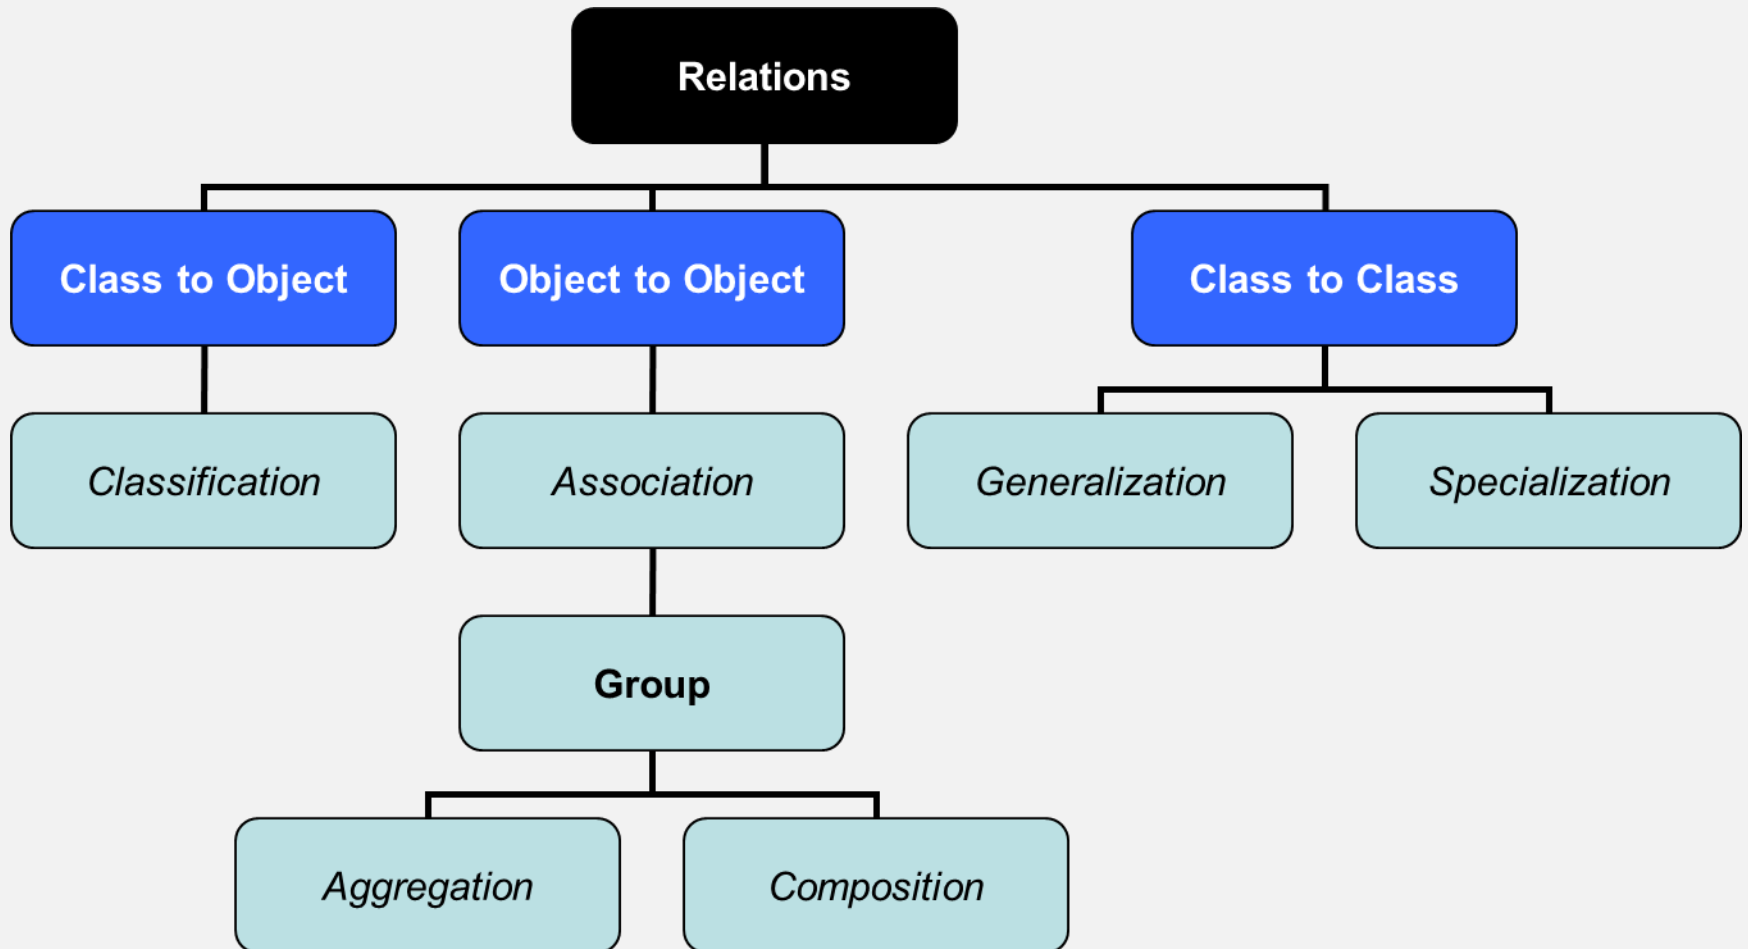 Relations
Class to Object
Object to Object
Class to Class
Classification
Association
Generalization
Specialization
Group
Aggregation
Composition